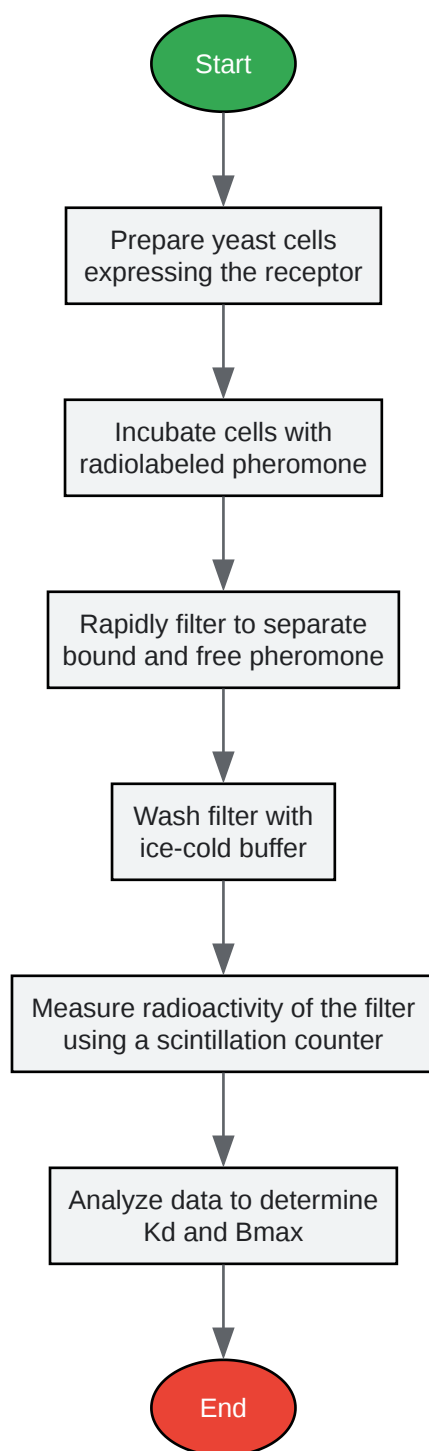 Start
Prepare yeast cells
expressing the receptor
Incubate cells with
radiolabeled pheromone
Rapidly filter to separate
bound and free pheromone
Wash filter with
ice-cold buffer
Measure radioactivity of the filter
using a scintillation counter
Analyze data to determine
Kd and Bmax
End